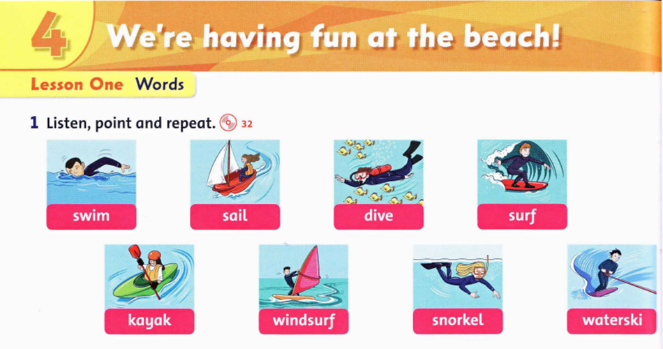 4 We're having fun at the beach!
Lesson One Words
1 Listen, point and repeat. 32
swim sail dive surf
kayak windsurf snorkel waterski